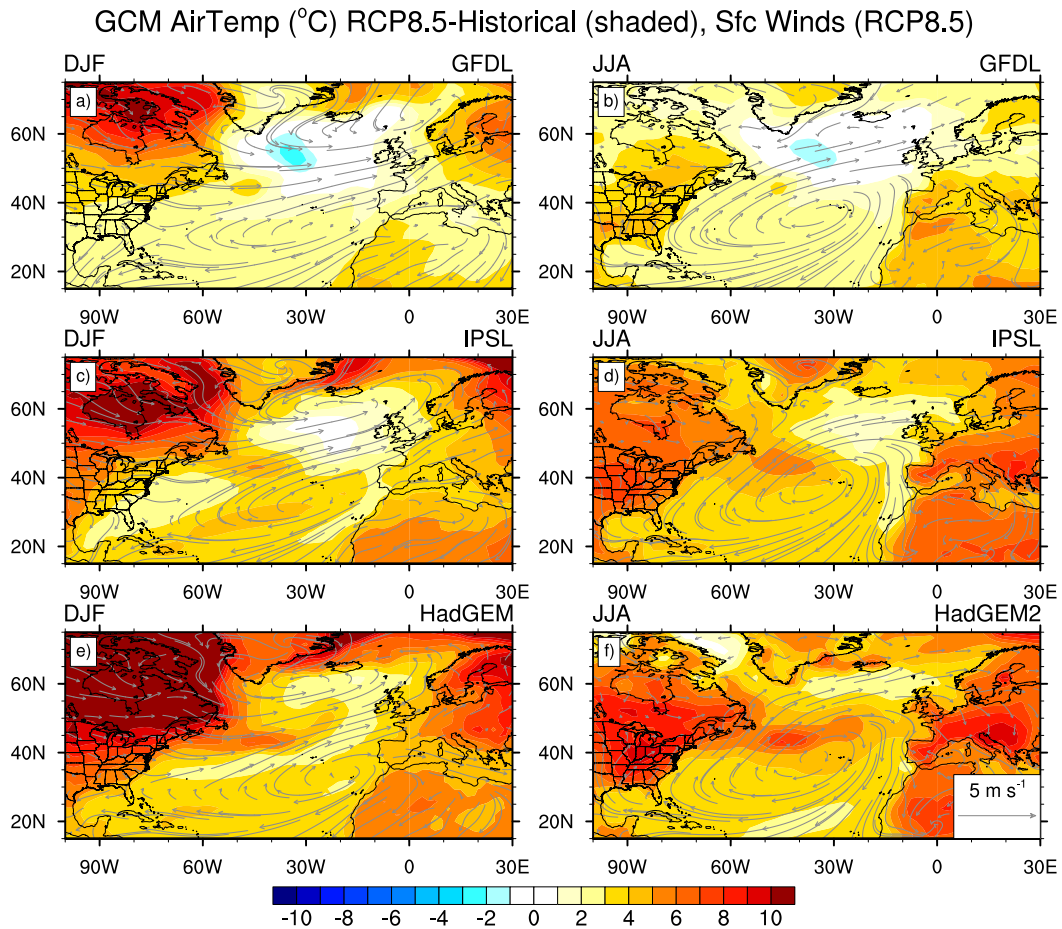 GCM AirTemp (°C) RCP8.5-Historical (shaded), Sfc Winds (RCP8.5)
DJF GFDL JJA GFDL
a) b)
60N 60N
40N 40N
20N 20N
90W 60W 30W 0 30E 90W 60W 30W 0 30E
DJF IPSL JJA IPSL
c) d)
60N 60N
40N 40N
20N 20N
90W 60W 30W 0 30E 90W 60W 30W 0 30E
DJF HadGEM JJA HadGEM2
e) f)
60N 60N
40N 40N
5 m s⁻¹
20N 20N
90W 60W 30W 0 30E 90W 60W 30W 0 30E
-10 -8 -6 -4 -2 0 2 4 6 8 10